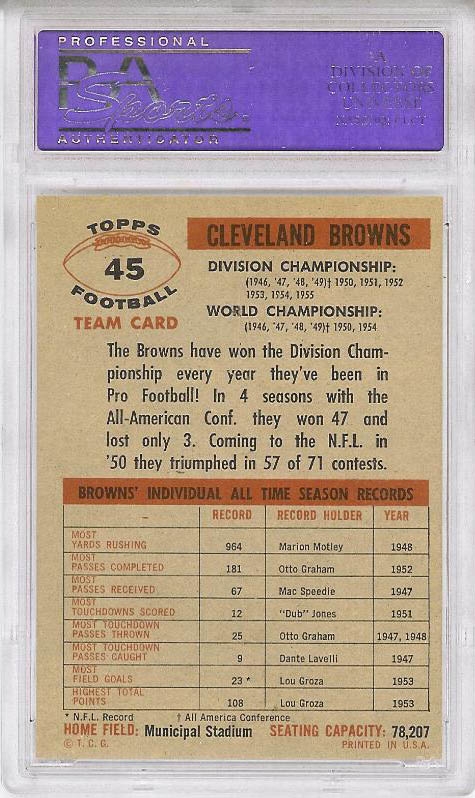 PROFESSIONAL
PSA
Sports
AUTHENTICATOR
A
DIVISION OF
COLLECTORS
UNIVERSE
NASDAQ: CLCT
TOPPS
45
FOOTBALL
TEAM CARD
CLEVELAND BROWNS
DIVISION CHAMPIONSHIP:
(1946, '47, '48, '49)† 1950, 1951, 1952
1953, 1954, 1955
WORLD CHAMPIONSHIP:
(1946, '47, '48, '49)† 1950, 1954
The Browns have won the Division Cham-
pionship every year they've been in
Pro Football! In 4 seasons with the
All-American Conf. they won 47 and
lost only 3. Coming to the N.F.L. in
'50 they triumphed in 57 of 71 contests.
BROWNS' INDIVIDUAL ALL TIME SEASON RECORDS
RECORD RECORD HOLDER YEAR
MOST
YARDS RUSHING 964 Marion Motley 1948
MOST
PASSES COMPLETED 181 Otto Graham 1952
MOST
PASSES RECEIVED 67 Mac Speedie 1947
MOST
TOUCHDOWNS SCORED 12 "Dub" Jones 1951
MOST TOUCHDOWN
PASSES THROWN 25 Otto Graham 1947, 1948
MOST TOUCHDOWN
PASSES CAUGHT 9 Dante Lavelli 1947
MOST
FIELD GOALS 23 * Lou Groza 1953
HIGHEST TOTAL
POINTS 108 Lou Groza 1953
* N.F.L. Record † All America Conference
HOME FIELD: Municipal Stadium SEATING CAPACITY: 78,207
© T. C. G. PRINTED IN U.S.A.